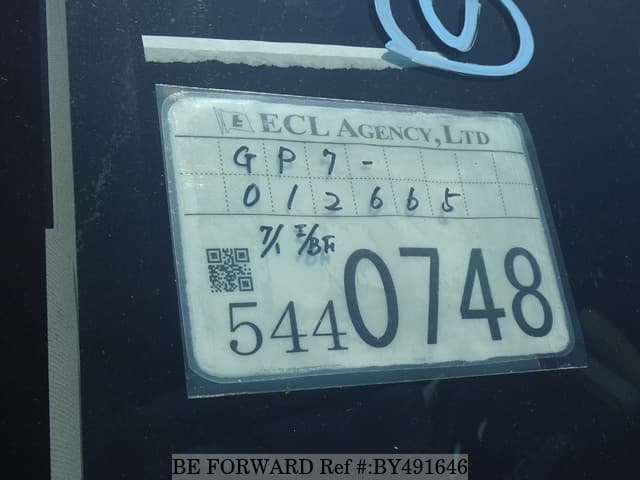 E ECL AGENCY, LTD
GP7-
012665
7/1 I/BF
5440748
BE FORWARD Ref #:BY491646